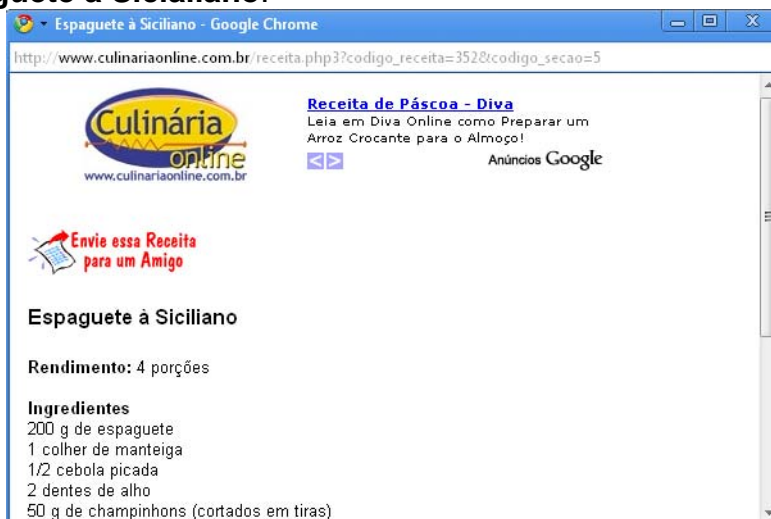 guete à Sicialiano.
Espaguete à Siciliano - Google Chrome
http://www.culinariaonline.com.br/receita.php3?codigo_receita=352&codigo_secao=5
Culinária
online
www.culinariaonline.com.br
Receita de Páscoa - Diva
Leia em Diva Online como Preparar um
Arroz Crocante para o Almoço!
Anúncios Google
Envie essa Receita
para um Amigo
Espaguete à Siciliano
Rendimento: 4 porções
Ingredientes
200 g de espaguete
1 colher de manteiga
1/2 cebola picada
2 dentes de alho
50 g de champinhons (cortados em tiras)